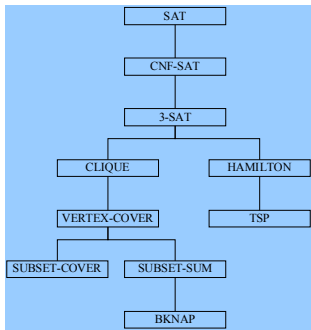 SAT
CNF-SAT
3-SAT
CLIQUE
HAMILTON
VERTEX-COVER
TSP
SUBSET-COVER
SUBSET-SUM
BKNAP